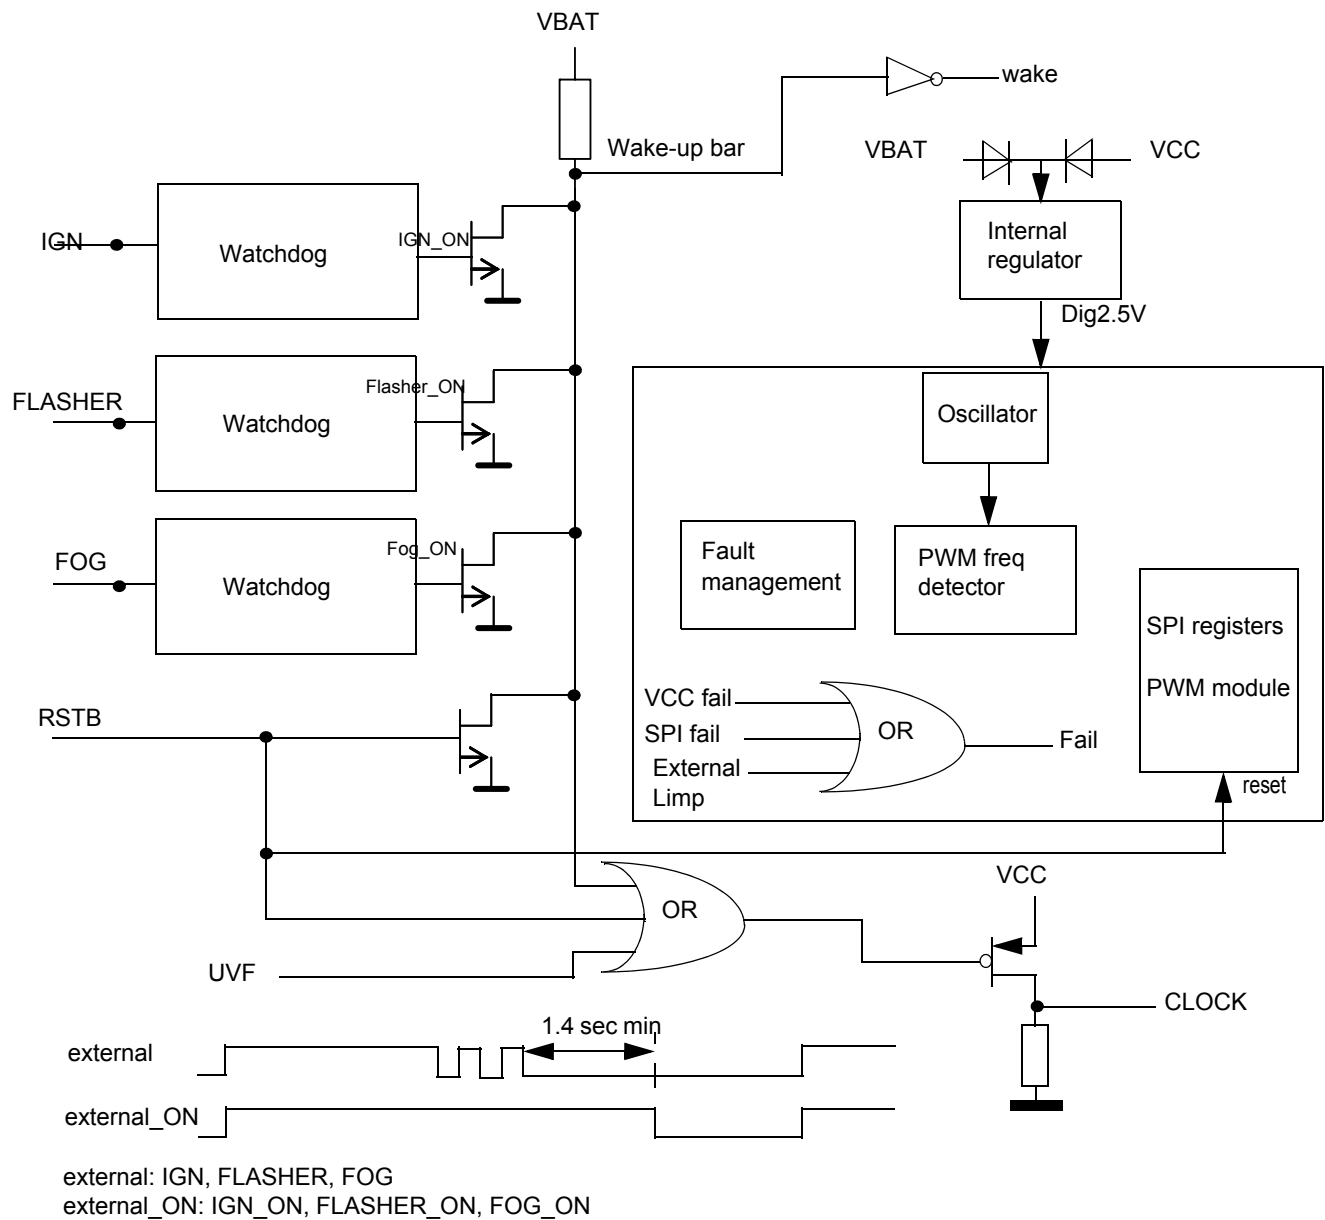 VBAT
wake
Wake-up bar
VBAT
VCC
IGN
Watchdog
IGN_ON
Internal
regulator
Dig2.5V
FLASHER
Watchdog
Flasher_ON
Oscillator
FOG
Watchdog
Fog_ON
Fault
management
PWM freq
detector
SPI registers
PWM module
RSTB
VCC fail
SPI fail
External
Limp
OR
Fail
reset
VCC
OR
UVF
CLOCK
1.4 sec min
external
external_ON
external: IGN, FLASHER, FOG
external_ON: IGN_ON, FLASHER_ON, FOG_ON